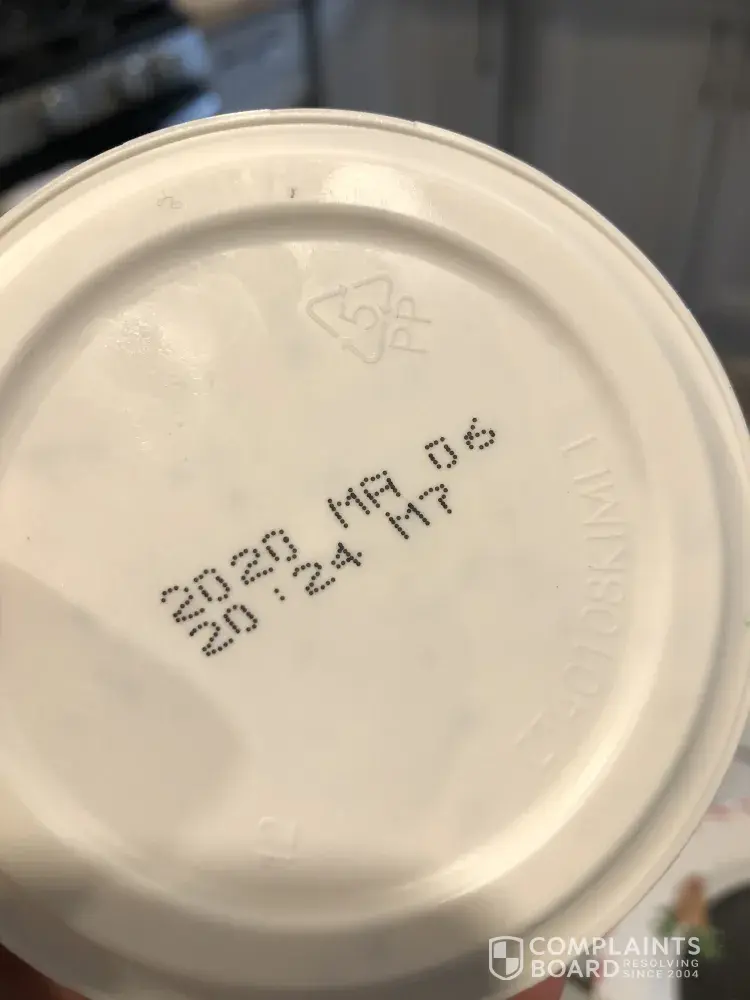 5
PP
2020 MA 06
20:24 M7
COMPLAINTS
BOARD RESOLVING
SINCE 2004